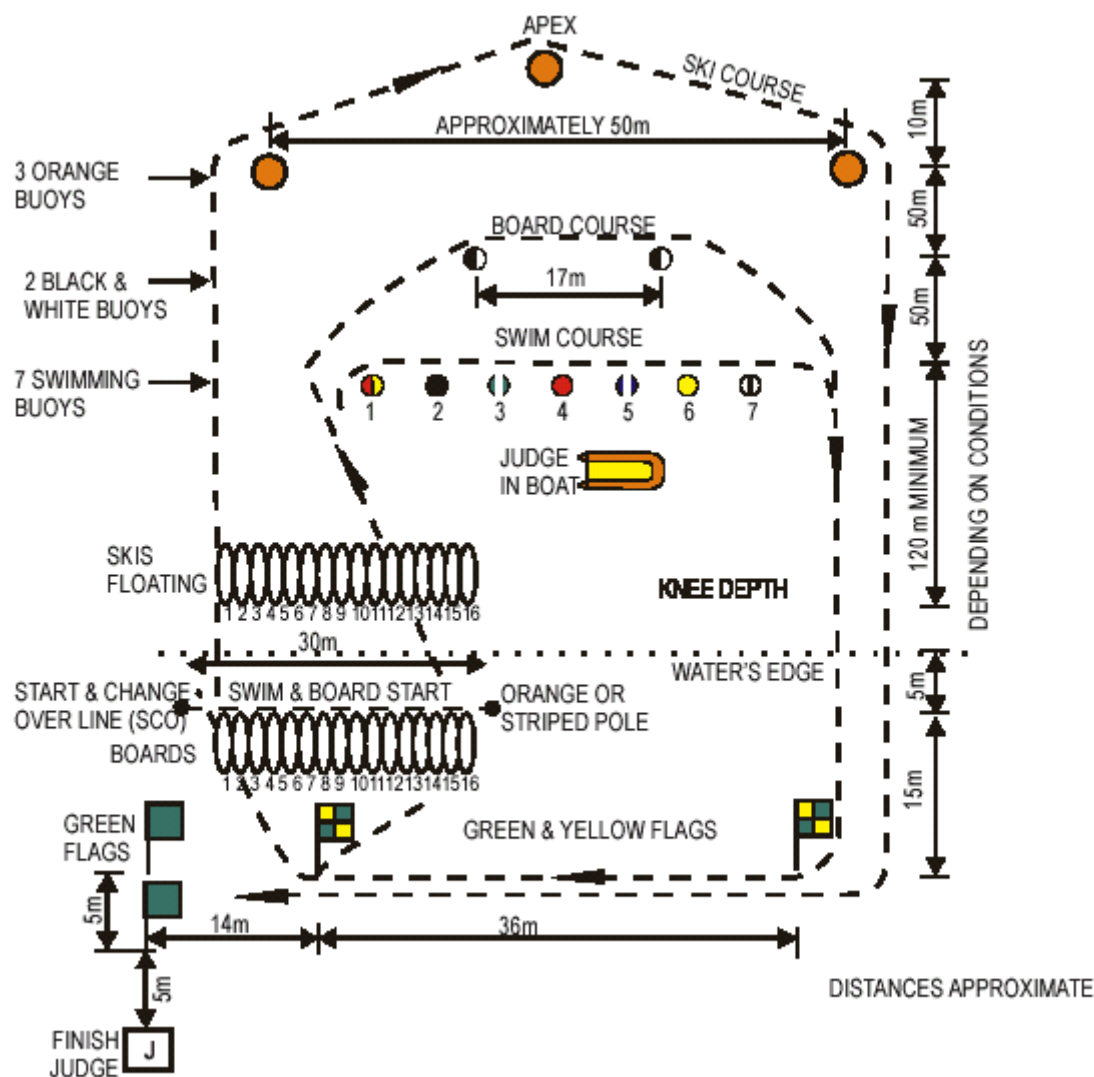 APEX
SKI COURSE
10m
APPROXIMATELY 50m
3 ORANGE
BUOYS
50m
BOARD COURSE
2 BLACK &
WHITE BUOYS
17m
50m
SWIM COURSE
7 SWIMMING
BUOYS
1 2 3 4 5 6 7
JUDGE
IN BOAT
120 m MINIMUM
DEPENDING ON CONDITIONS
SKIS
FLOATING
KNEE DEPTH
1 2 3 4 5 6 7 8 9 10 11 12 13 14 15 16
30m
WATER'S EDGE
5m
START & CHANGE
OVER LINE (SCO)
SWIM & BOARD START
ORANGE OR
STRIPED POLE
BOARDS
1 2 3 4 5 6 7 8 9 10 11 12 13 14 15 16
15m
GREEN
FLAGS
GREEN & YELLOW FLAGS
5m
14m
36m
5m
DISTANCES APPROXIMATE
FINISH
JUDGE
J